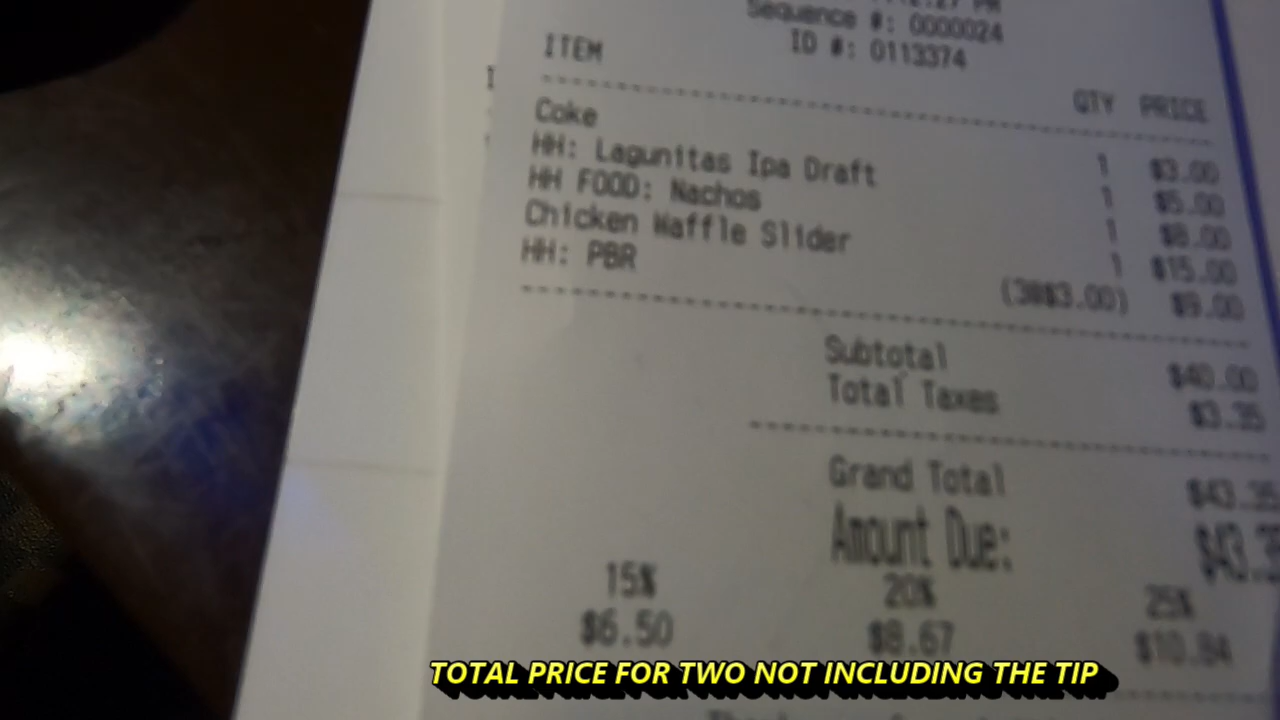 Sequence #: 0000024
ID #: 0113374
ITEM QTY PRICE
Coke 1 $3.00
HH: Lagunitas Ipa Draft 1 $5.00
HH FOOD: Nachos 1 $8.00
Chicken Waffle Slider 1 $15.00
HH: PBR (3@$3.00) $9.00
Subtotal $40.00
Total Taxes $3.35
Grand Total $43.35
Amount Due: $43.3
15% 20% 25%
$6.50 $8.67 $10.84
TOTAL PRICE FOR TWO NOT INCLUDING THE TIP